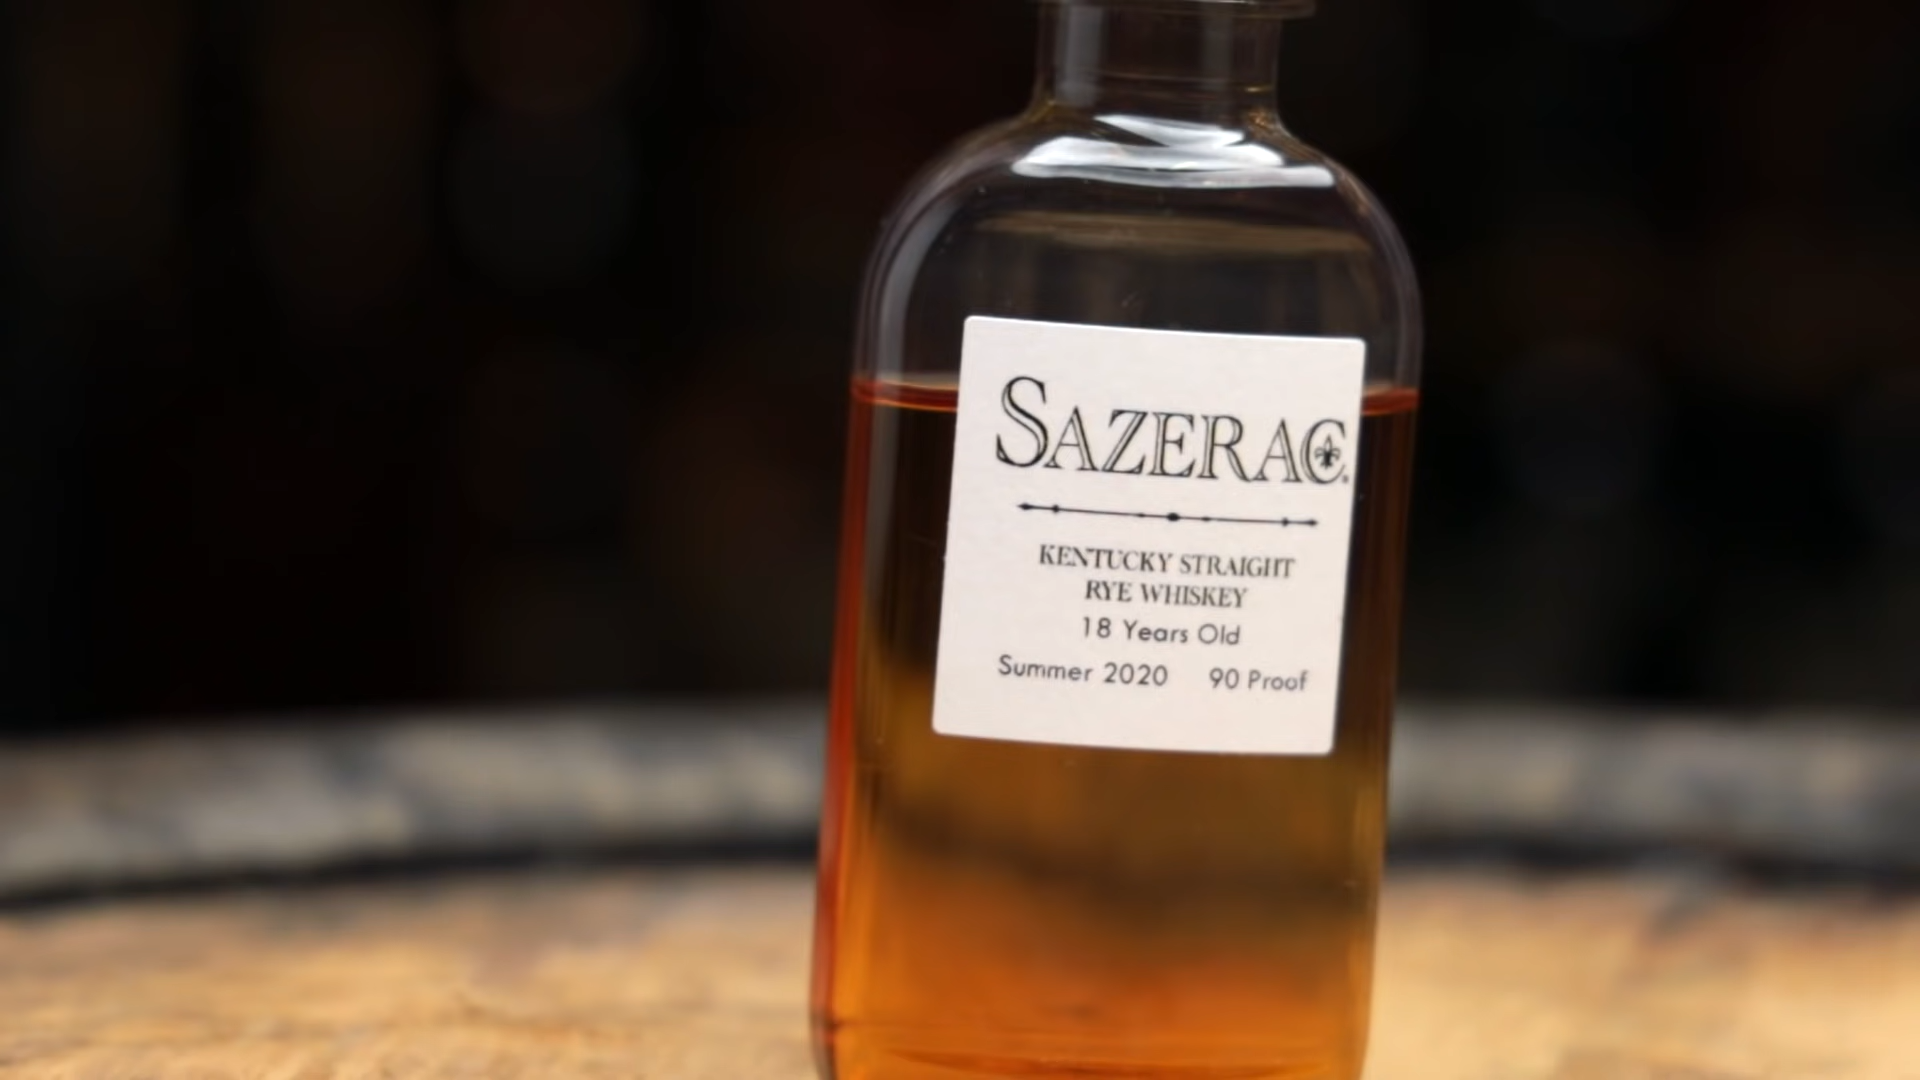 SAZERAC
KENTUCKY STRAIGHT
RYE WHISKEY
18 Years Old
Summer 2020 90 Proof